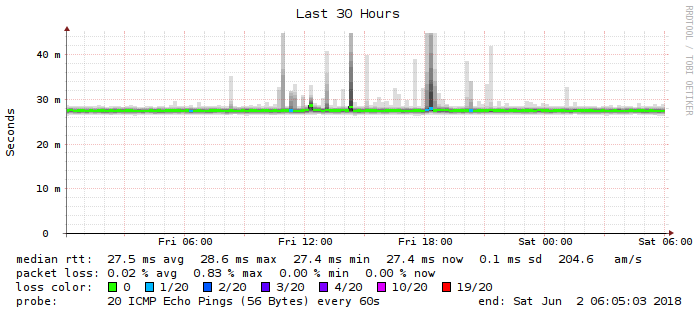 Last 30 Hours
RRDTOOL / TOBI OETIKER
Seconds
40 m
30 m
20 m
10 m
0
Fri 06:00 Fri 12:00 Fri 18:00 Sat 00:00 Sat 06:00
median rtt: 27.5 ms avg 28.6 ms max 27.4 ms min 27.4 ms now 0.1 ms sd 204.6 am/s
packet loss: 0.02 % avg 0.83 % max 0.00 % min 0.00 % now
loss color: 0 1/20 2/20 3/20 4/20 10/20 19/20
probe: 20 ICMP Echo Pings (56 Bytes) every 60s end: Sat Jun 2 06:05:03 2018